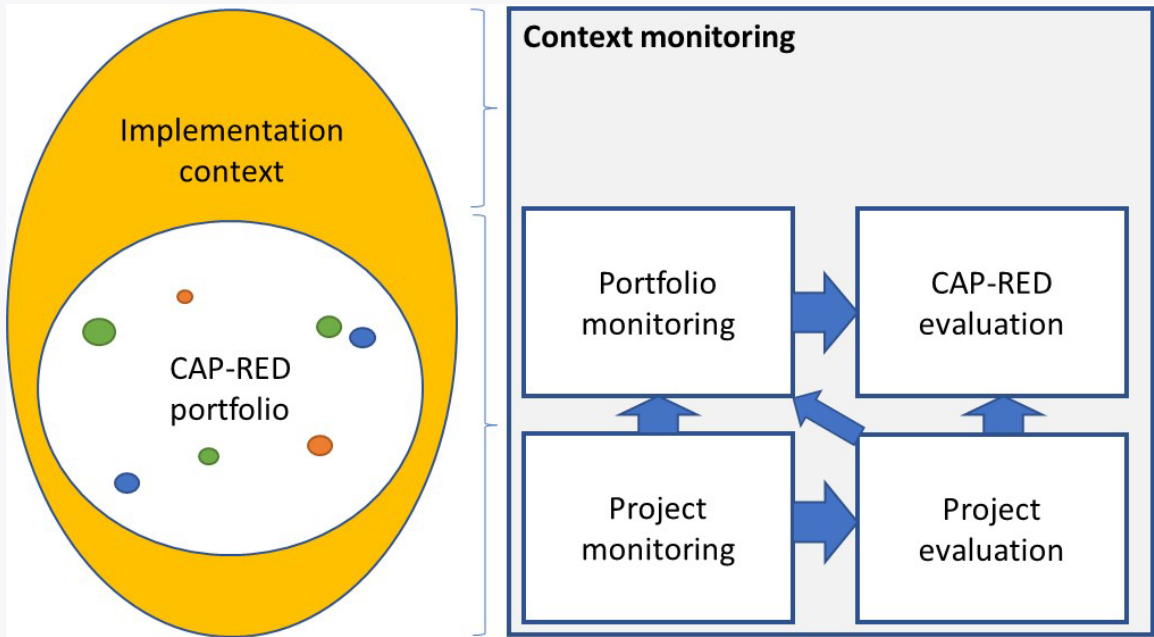 Implementation
context
CAP-RED
portfolio
Context monitoring
Portfolio
monitoring
CAP-RED
evaluation
Project
monitoring
Project
evaluation